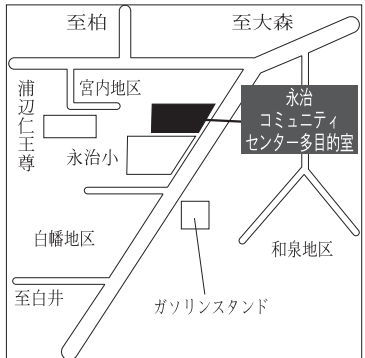 至柏
至大森
宮内地区
浦辺仁王尊
永治
コミュニティ
センター多目的室
永治小
白幡地区
和泉地区
至白井
ガソリンスタンド